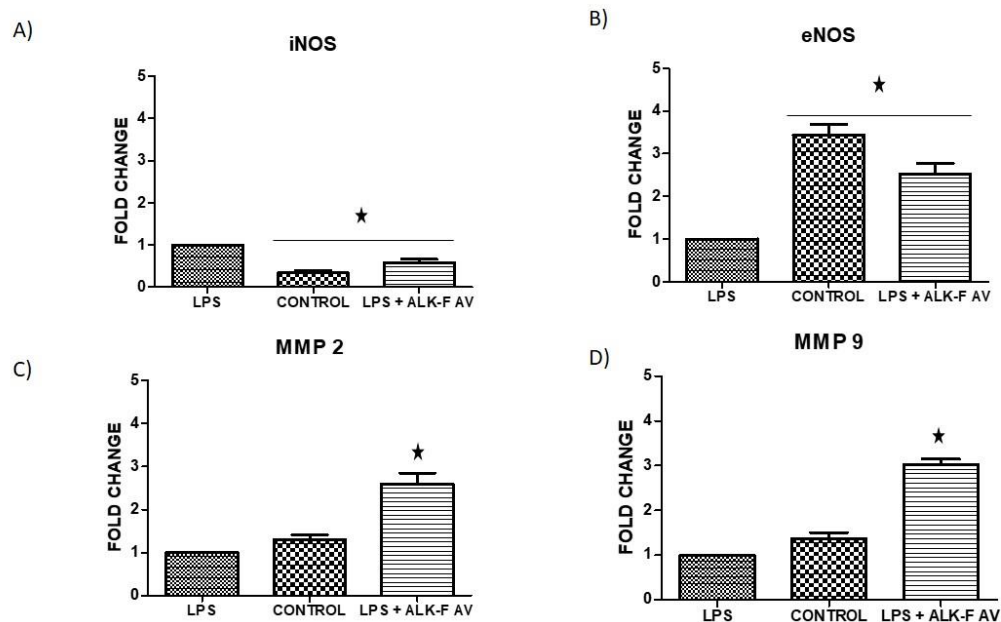 A)
iNOS
FOLD CHANGE
5
4
3
2
1
0
LPS
CONTROL
LPS + ALK-F AV
B)
eNOS
FOLD CHANGE
5
4
3
2
1
0
LPS
CONTROL
LPS + ALK-F AV
C)
MMP 2
FOLD CHANGE
5
4
3
2
1
0
LPS
CONTROL
LPS + ALK-F AV
D)
MMP 9
FOLD CHANGE
5
4
3
2
1
0
LPS
CONTROL
LPS + ALK-F AV